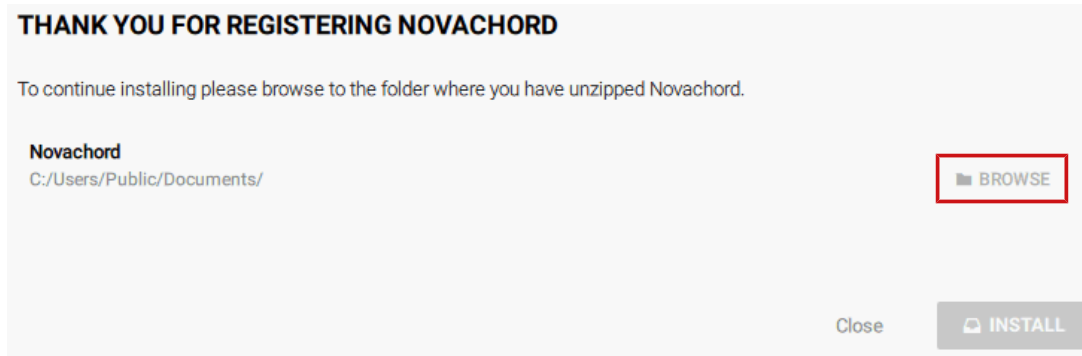 THANK YOU FOR REGISTERING NOVACHORD
To continue installing please browse to the folder where you have unzipped Novachord.
Novachord
C:/Users/Public/Documents/
BROWSE
Close
INSTALL